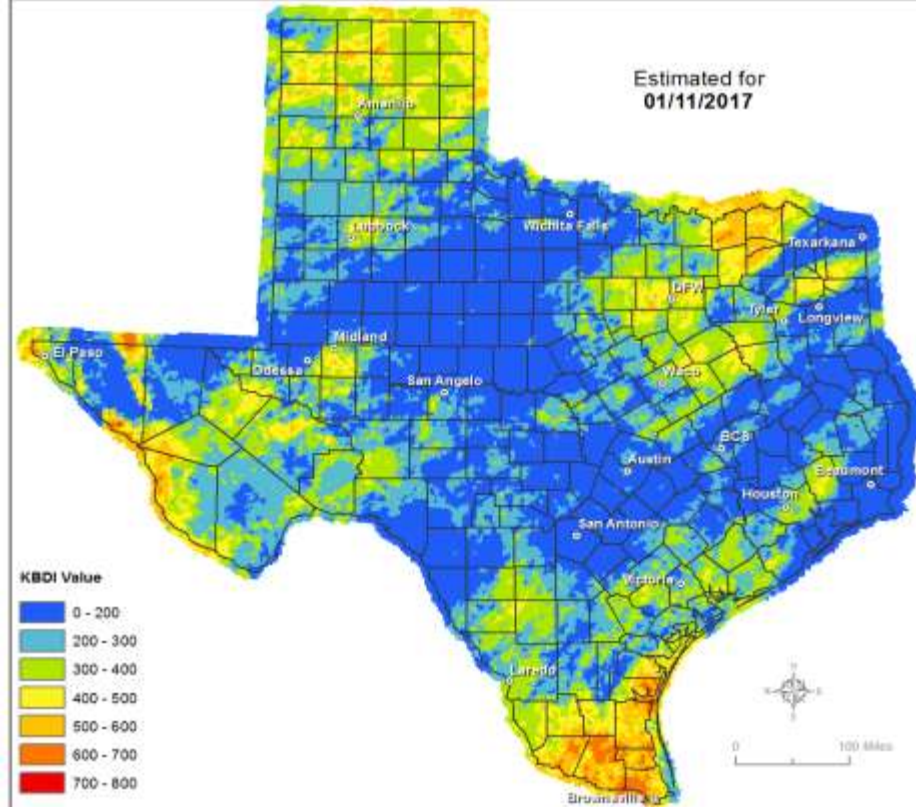 Estimated for
01/11/2017
Amarillo
Lubbock
Wichita Falls
Texarkana
DFW
Tyler
Longview
El Paso
Midland
Odessa
San Angelo
Waco
BCS
Austin
Beaumont
Houston
San Antonio
Victoria
Laredo
Brownsville
KBDI Value
0 - 200
200 - 300
300 - 400
400 - 500
500 - 600
600 - 700
700 - 800
0 100 Miles